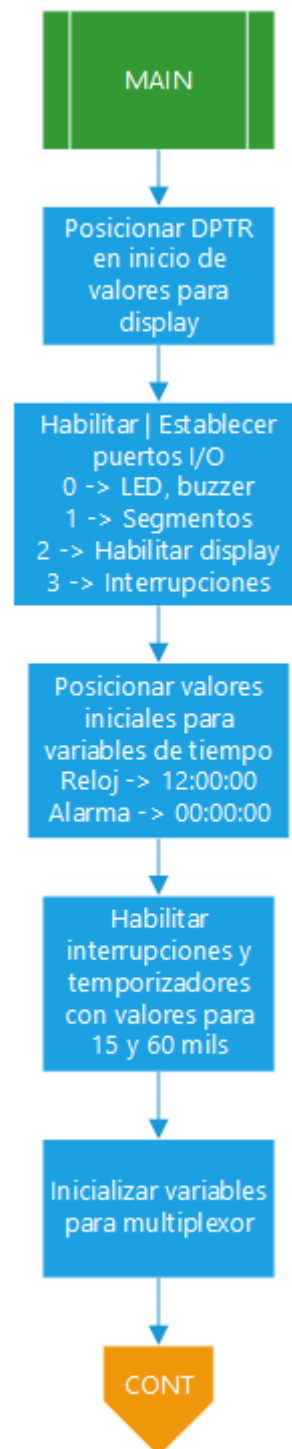 MAIN
Posicionar DPTR
en inicio de
valores para
display
Habilitar | Establecer
puertos I/O
0 -> LED, buzzer
1 -> Segmentos
2 -> Habilitar display
3 -> Interrupciones
Posicionar valores
iniciales para
variables de tiempo
Reloj -> 12:00:00
Alarma -> 00:00:00
Habilitar
interrupciones y
temporizadores
con valores para
15 y 60 mils
Inicializar variables
para multiplexor
CONT